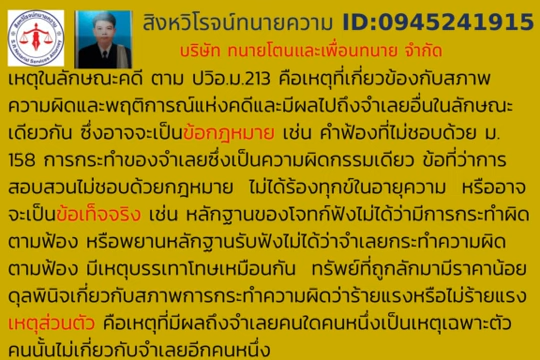 สิงหวิโรจน์ทนายความ ID:0945241915
บริษัท ทนายโตนและเพื่อนทนาย จำกัด
เหตุในลักษณะคดี ตาม ปวิอ.ม.213 คือเหตุที่เกี่ยวข้องกับสภาพ
ความผิดและพฤติการณ์แห่งคดีและมีผลไปถึงจำเลยอื่นในลักษณะ
เดียวกัน ซึ่งอาจจะเป็นข้อกฎหมาย เช่น คำฟ้องที่ไม่ชอบด้วย ม.
158 การกระทำของจำเลยซึ่งเป็นความผิดกรรมเดียว ข้อที่ว่าการ
สอบสวนไม่ชอบด้วยกฎหมาย ไม่ได้ร้องทุกข์ในอายุความ หรืออาจ
จะเป็นข้อเท็จจริง เช่น หลักฐานของโจทก์ฟังไม่ได้ว่ามีการกระทำผิด
ตามฟ้อง หรือพยานหลักฐานรับฟังไม่ได้ว่าจำเลยกระทำความผิด
ตามฟ้อง มีเหตุบรรเทาโทษเหมือนกัน ทรัพย์ที่ถูกลักมามีราคาน้อย
ดุลพินิจเกี่ยวกับสภาพการกระทำความผิดว่าร้ายแรงหรือไม่ร้ายแรง
เหตุส่วนตัว คือเหตุที่มีผลถึงจำเลยคนใดคนหนึ่งเป็นเหตุเฉพาะตัว
คนนั้นไม่เกี่ยวกับจำเลยอีกคนหนึ่ง